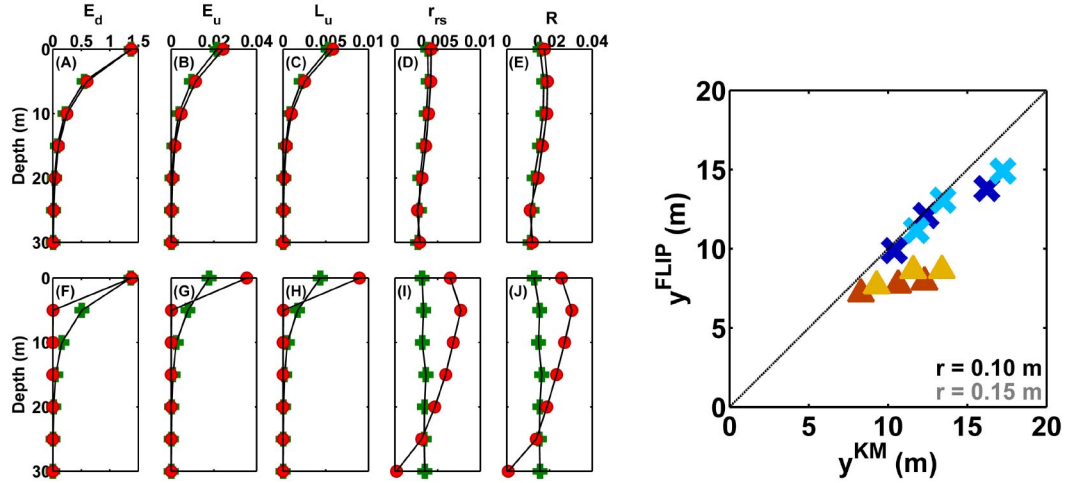 E_d E_u L_u r_rs R
0 0.5 1 1.5 0 0.02 0.04 0 0.01 0 0.005 0.01 0 0.02 0.04
0 (A) (B) (C) (D) (E)
10
20
30
Depth (m)
0 (F) (G) (H) (I) (J)
10
20
30
Depth (m)
20
15
10
5
0
y^FLIP (m)
r = 0.10 m
r = 0.15 m
0 5 10 15 20
y^KM (m)